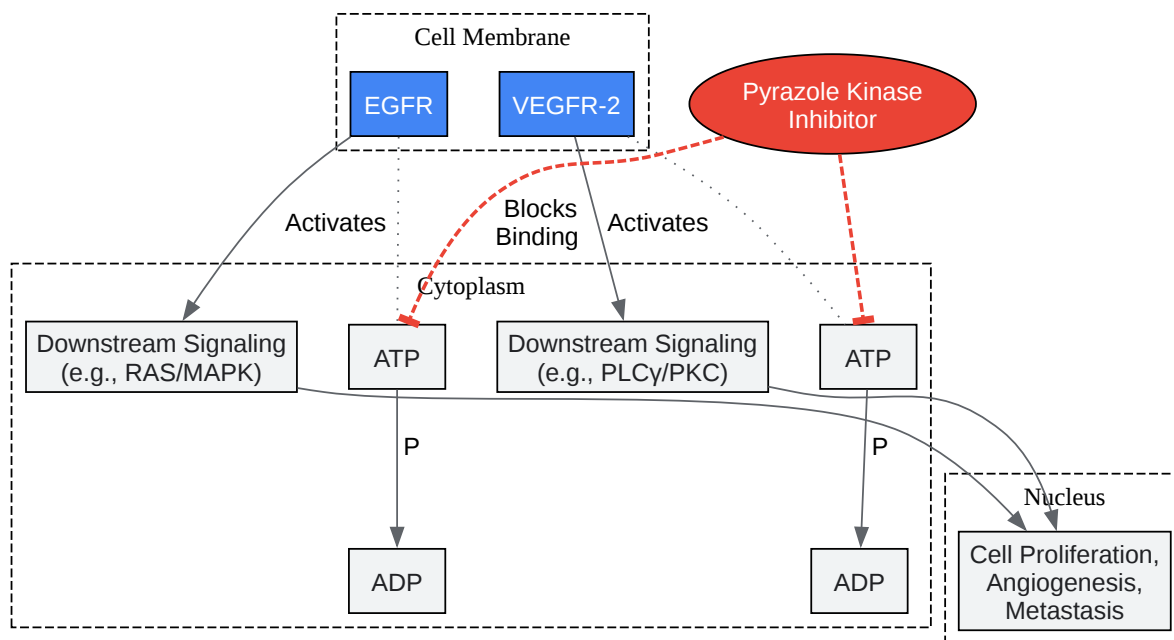 Cell Membrane
EGFR
VEGFR-2
Pyrazole Kinase
Inhibitor
Activates
Blocks
Binding
Activates
Cytoplasm
Downstream Signaling
(e.g., RAS/MAPK)
ATP
Downstream Signaling
(e.g., PLCγ/PKC)
ATP
P
P
Nucleus
ADP
ADP
Cell Proliferation,
Angiogenesis,
Metastasis